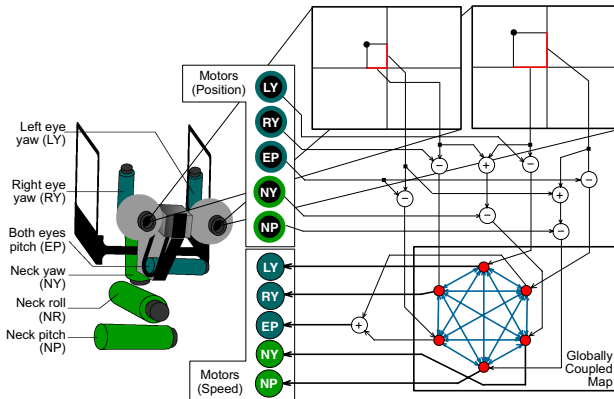 Motors
(Position)
LY
RY
EP
NY
NP
Left eye
yaw (LY)
Right eye
yaw (RY)
Both eyes
pitch (EP)
Neck yaw
(NY)
Neck roll
(NR)
Neck pitch
(NP)
−
+
−
−
−
+
−
−
LY
RY
EP
NY
NP
+
Motors
(Speed)
Globally
Coupled
Map